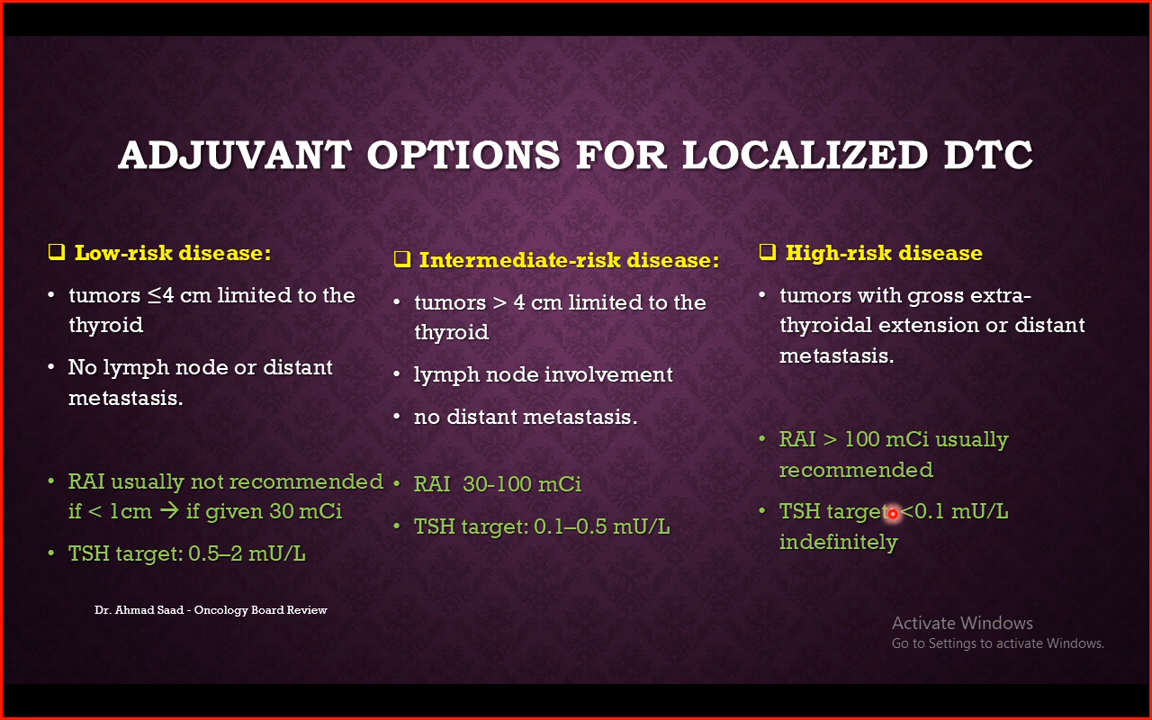 ADJUVANT OPTIONS FOR LOCALIZED DTC
Low-risk disease:
• tumors ≤4 cm limited to the
thyroid
• No lymph node or distant
metastasis.
• RAI usually not recommended
if < 1cm → if given 30 mCi
• TSH target: 0.5–2 mU/L
Intermediate-risk disease:
• tumors > 4 cm limited to the
thyroid
• lymph node involvement
• no distant metastasis.
• RAI 30-100 mCi
• TSH target: 0.1–0.5 mU/L
High-risk disease
• tumors with gross extra-
thyroidal extension or distant
metastasis.
• RAI > 100 mCi usually
recommended
• TSH target: <0.1 mU/L
indefinitely
Dr. Ahmad Saad - Oncology Board Review
Activate Windows
Go to Settings to activate Windows.